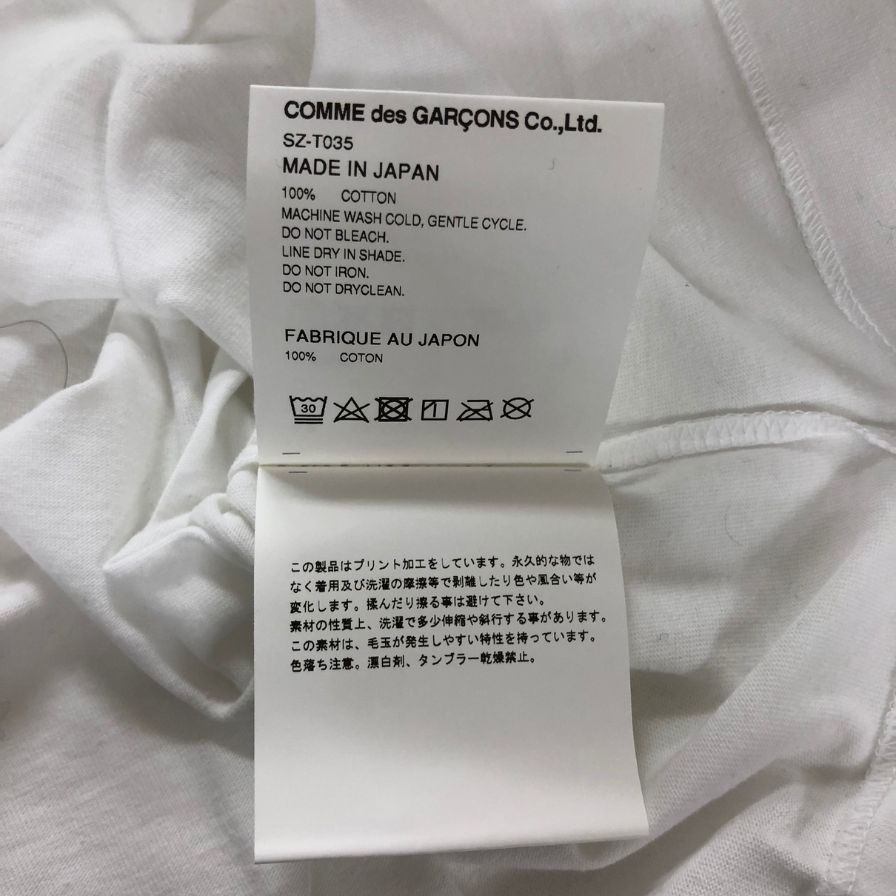 COMME des GARÇONS Co.,Ltd.
SZ-T035
MADE IN JAPAN
100% COTTON
MACHINE WASH COLD, GENTLE CYCLE.
DO NOT BLEACH.
LINE DRY IN SHADE.
DO NOT IRON.
DO NOT DRYCLEAN.
FABRIQUE AU JAPON
100% COTON
30
この製品はプリント加工をしています。永久的な物では
なく着用及び洗濯の摩擦等で剥離したり色や風合い等が
変化します。揉んだり擦る事は避けて下さい。
素材の性質上、洗濯で多少伸縮や斜行する事があります。
この素材は、毛玉が発生しやすい特性を持っています。
色落ち注意。漂白剤、タンブラー乾燥禁止。